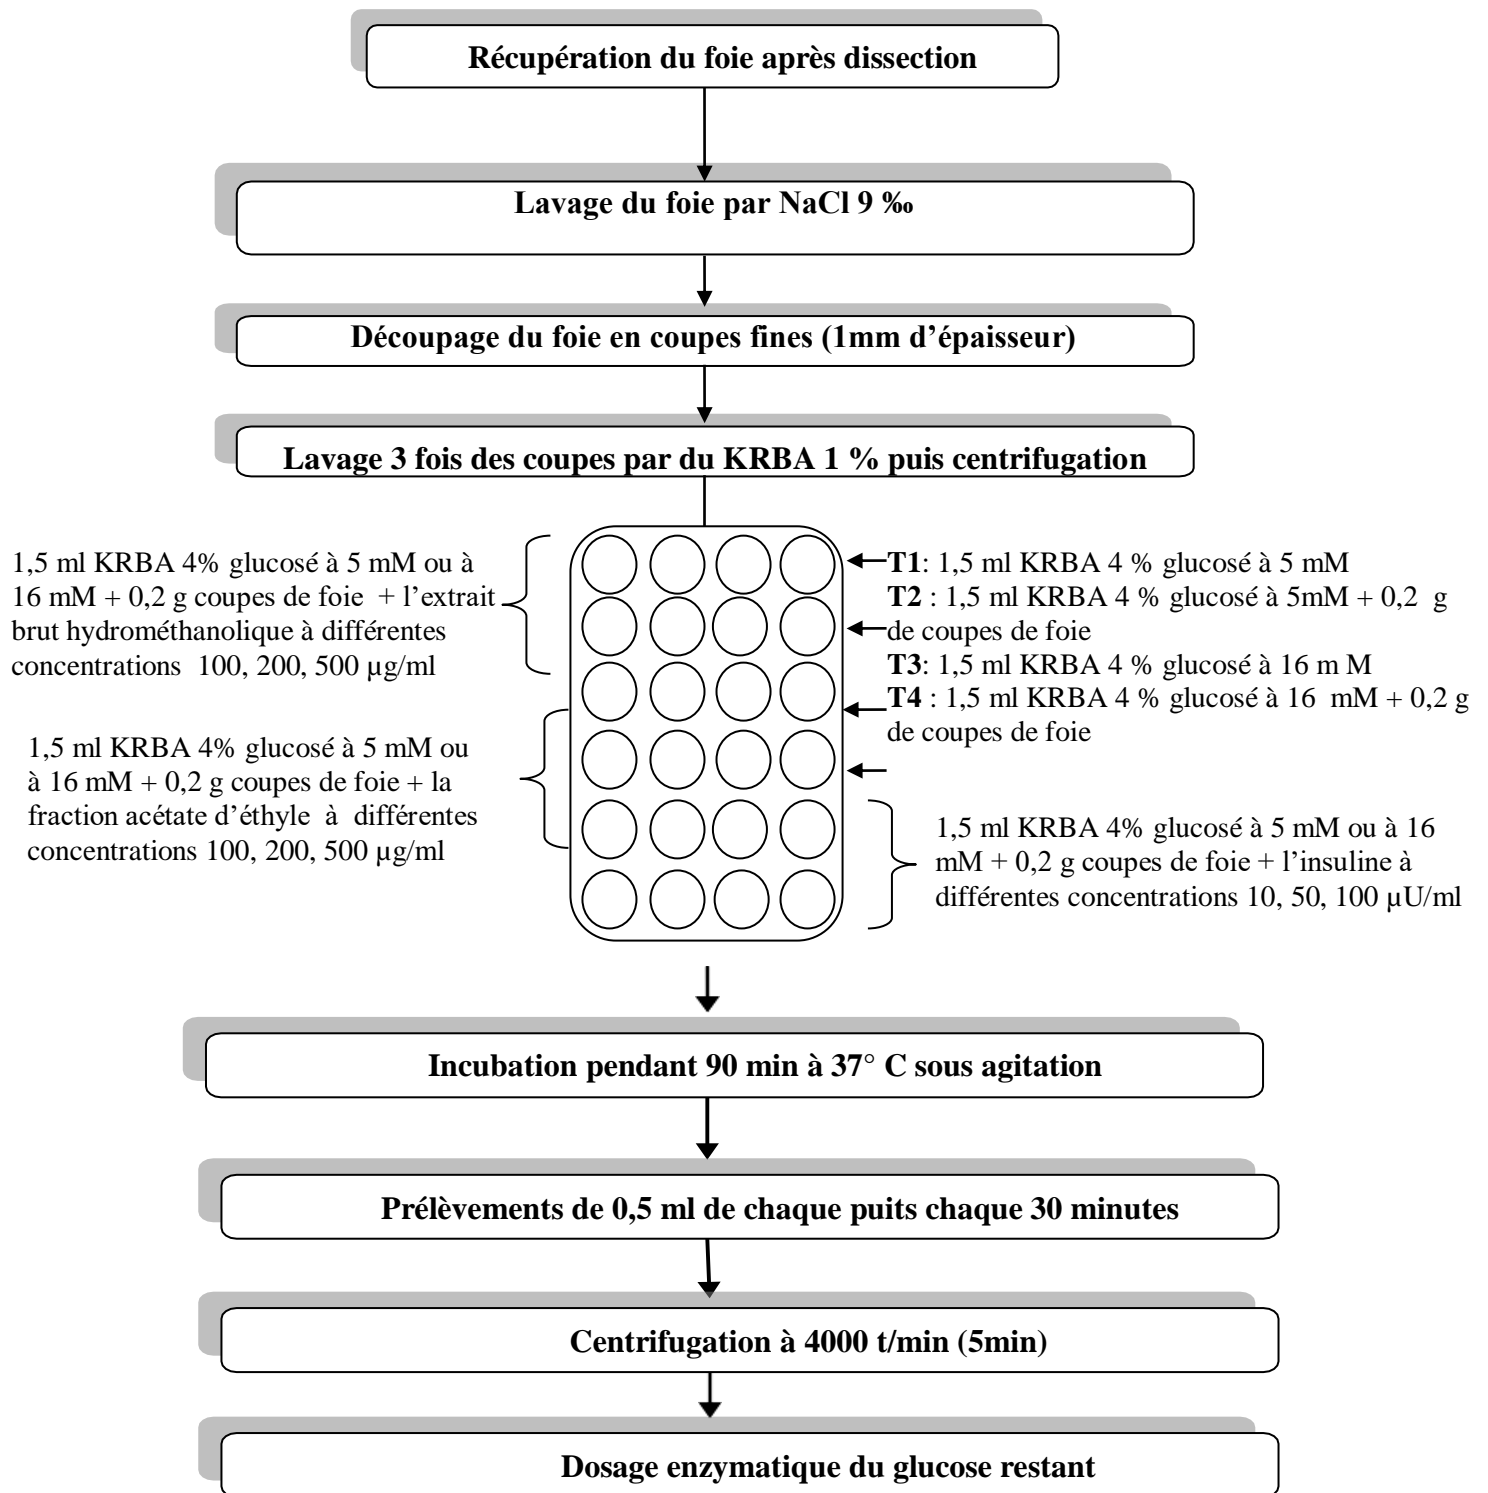 Récupération du foie après dissection
Lavage du foie par NaCl 9 ‰
Découpage du foie en coupes fines (1mm d’épaisseur)
Lavage 3 fois des coupes par du KRBA 1 % puis centrifugation
1,5 ml KRBA 4% glucosé à 5 mM ou à
16 mM + 0,2 g coupes de foie + l’extrait
brut hydrométhanolique à différentes
concentrations 100, 200, 500 µg/ml
1,5 ml KRBA 4% glucosé à 5 mM ou
à 16 mM + 0,2 g coupes de foie + la
fraction acétate d’éthyle à différentes
concentrations 100, 200, 500 µg/ml
T1: 1,5 ml KRBA 4 % glucosé à 5 mM
T2 : 1,5 ml KRBA 4 % glucosé à 5mM + 0,2 g
de coupes de foie
T3: 1,5 ml KRBA 4 % glucosé à 16 m M
T4 : 1,5 ml KRBA 4 % glucosé à 16 mM + 0,2 g
de coupes de foie
1,5 ml KRBA 4% glucosé à 5 mM ou à 16
mM + 0,2 g coupes de foie + l’insuline à
différentes concentrations 10, 50, 100 µU/ml
Incubation pendant 90 min à 37° C sous agitation
Prélèvements de 0,5 ml de chaque puits chaque 30 minutes
Centrifugation à 4000 t/min (5min)
Dosage enzymatique du glucose restant